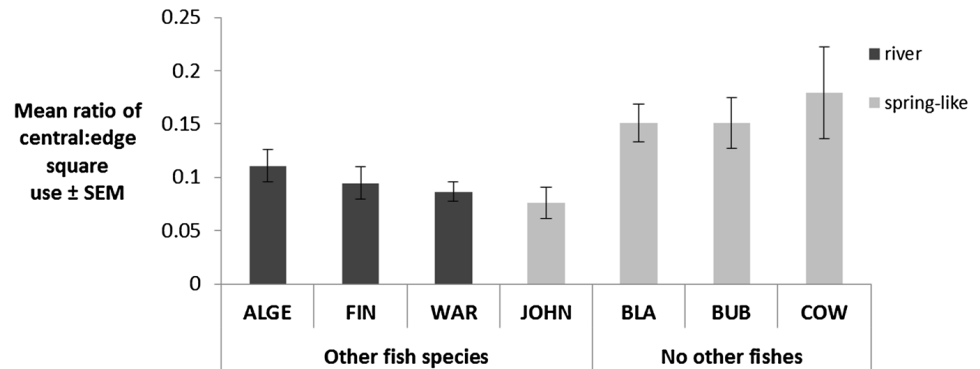 0.25
0.2
0.15
0.1
0.05
0
Mean ratio of
central:edge
square
use ± SEM
river
spring-like
ALGE FIN WAR JOHN BLA BUB COW
Other fish species No other fishes